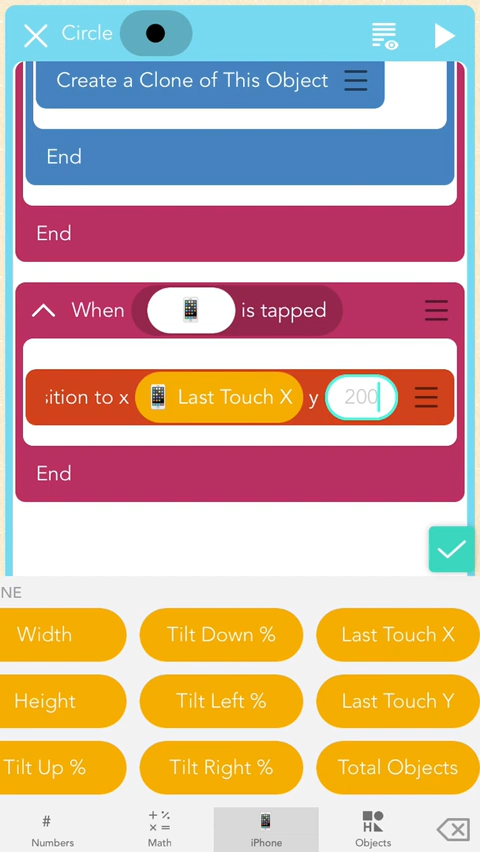 Circle
Create a Clone of This Object
End
End
When is tapped
sition to x Last Touch X y 200
End
NE
Width Tilt Down % Last Touch X
Height Tilt Left % Last Touch Y
Tilt Up % Tilt Right % Total Objects
# + % × =
Numbers Math iPhone Objects